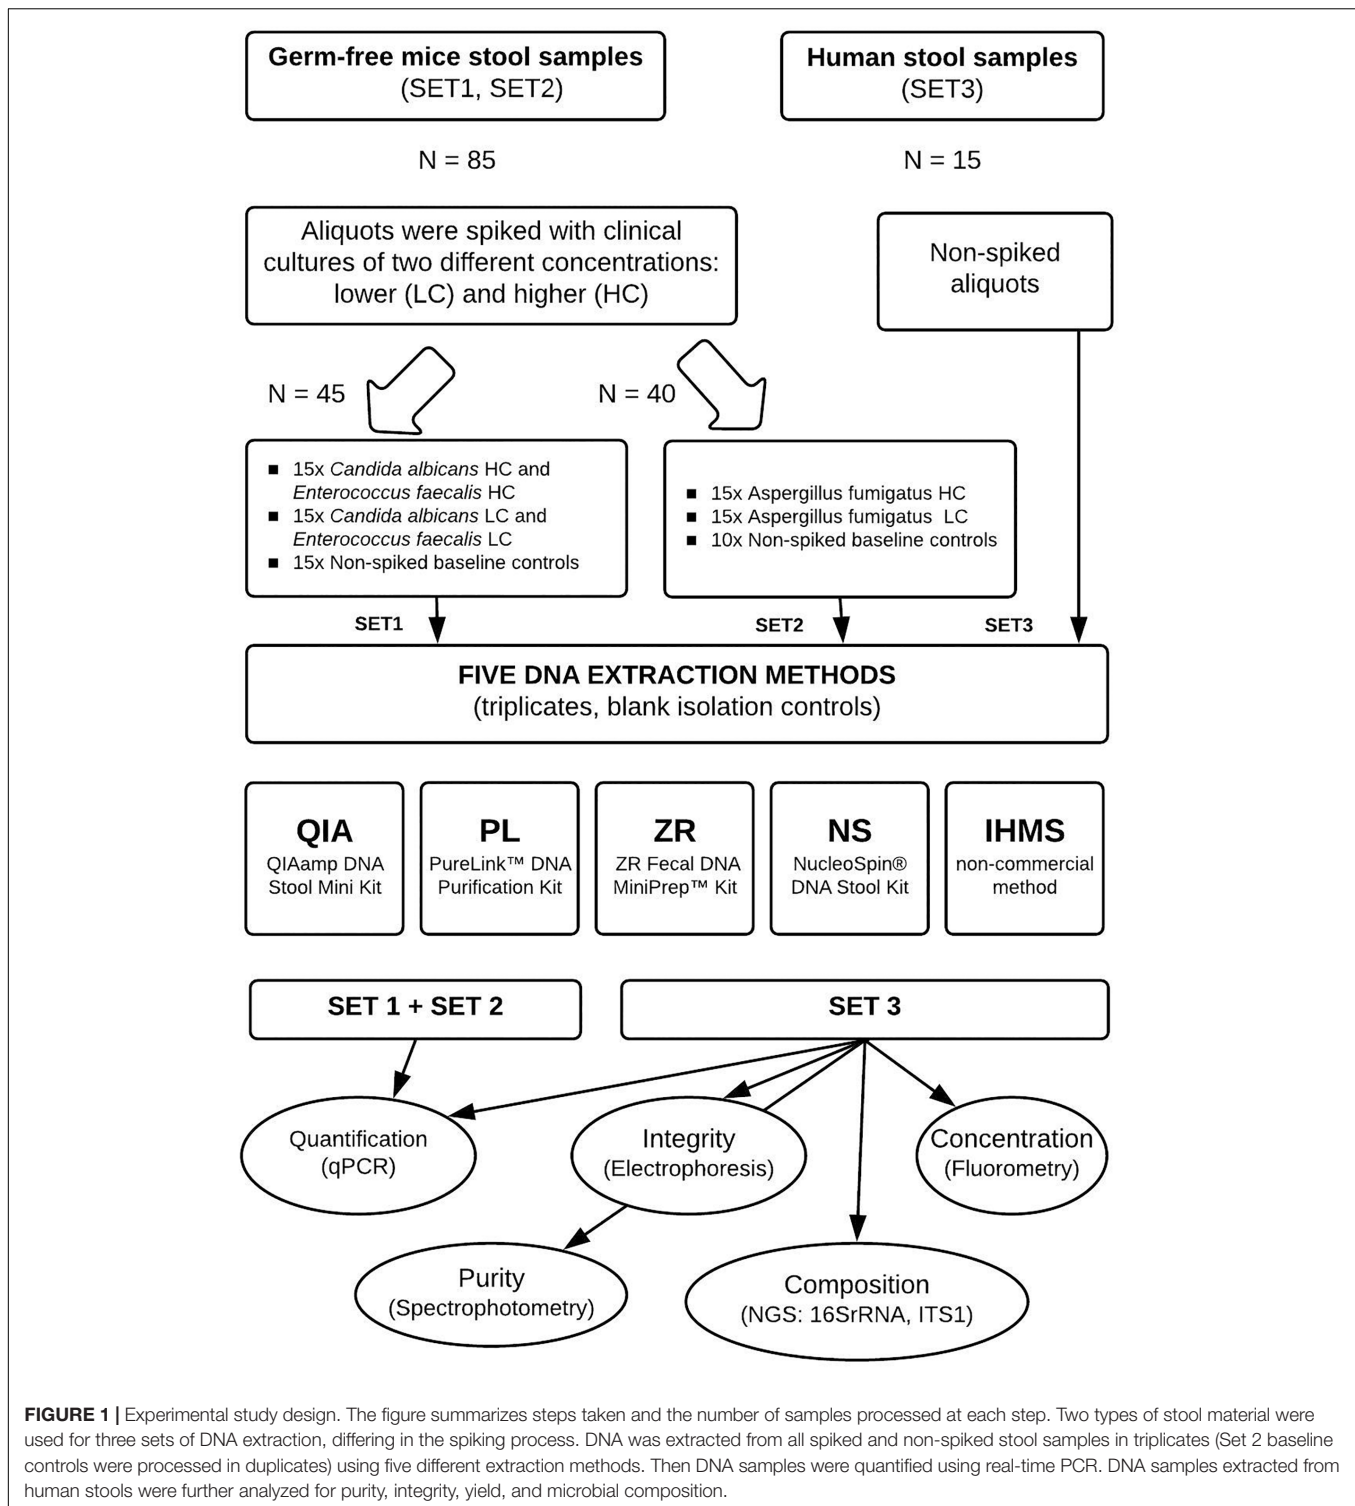 Germ-free mice stool samples
(SET1, SET2)
Human stool samples
(SET3)
N = 85
N = 15
Aliquots were spiked with clinical
cultures of two different concentrations:
lower (LC) and higher (HC)
Non-spiked
aliquots
N = 45
N = 40
■ 15x Candida albicans HC and
Enterococcus faecalis HC
■ 15x Candida albicans LC and
Enterococcus faecalis LC
■ 15x Non-spiked baseline controls
■ 15x Aspergillus fumigatus HC
■ 15x Aspergillus fumigatus LC
■ 10x Non-spiked baseline controls
SET1
SET2
SET3
FIVE DNA EXTRACTION METHODS
(triplicates, blank isolation controls)
QIA
QIAamp DNA
Stool Mini Kit
PL
PureLink™ DNA
Purification Kit
ZR
ZR Fecal DNA
MiniPrep™ Kit
NS
NucleoSpin®
DNA Stool Kit
IHMS
non-commercial
method
SET 1 + SET 2
SET 3
Quantification
(qPCR)
Integrity
(Electrophoresis)
Concentration
(Fluorometry)
Purity
(Spectrophotometry)
Composition
(NGS: 16SrRNA, ITS1)
FIGURE 1 | Experimental study design. The figure summarizes steps taken and the number of samples processed at each step. Two types of stool material were
used for three sets of DNA extraction, differing in the spiking process. DNA was extracted from all spiked and non-spiked stool samples in triplicates (Set 2 baseline
controls were processed in duplicates) using five different extraction methods. Then DNA samples were quantified using real-time PCR. DNA samples extracted from
human stools were further analyzed for purity, integrity, yield, and microbial composition.